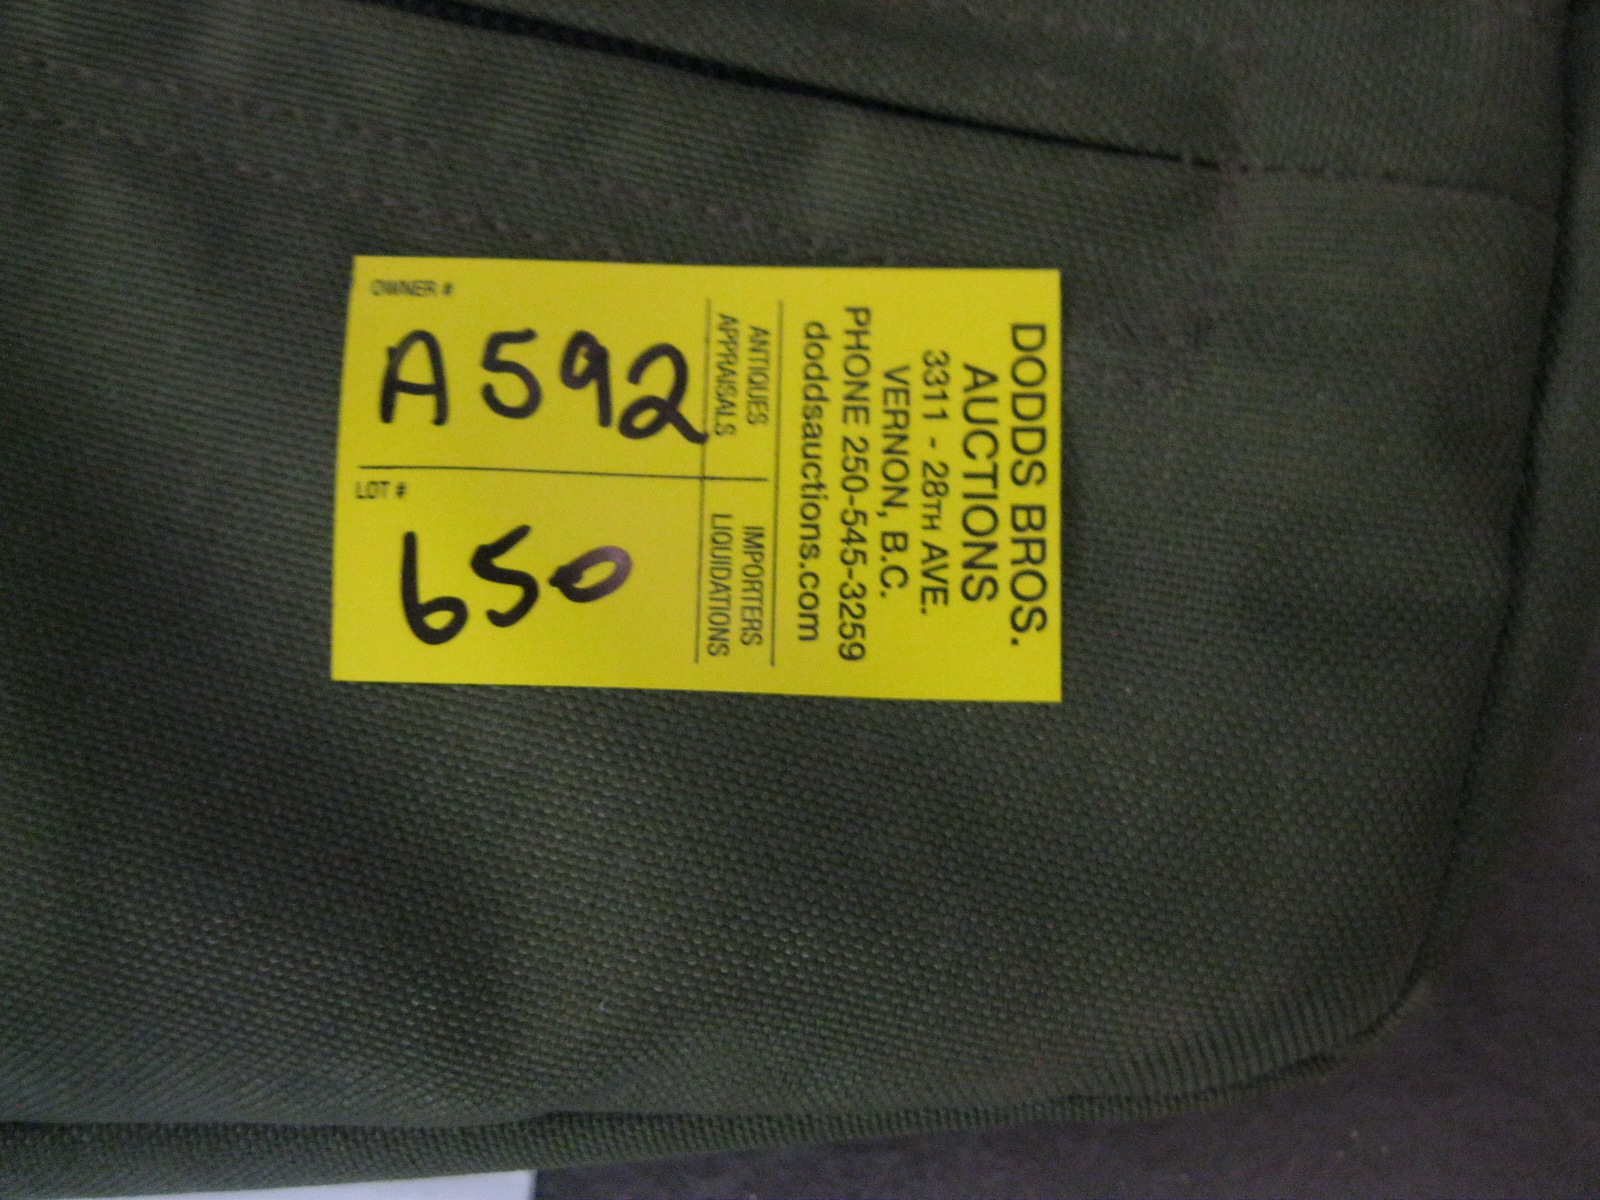 DODDS BROS.
AUCTIONS
3311 - 28TH AVE.
VERNON, B.C.
PHONE 250-545-3259
doddsauctions.com
ANTIQUES
APPRAISALS
IMPORTERS
LIQUIDATIONS
OWNER #
A592
LOT #
650